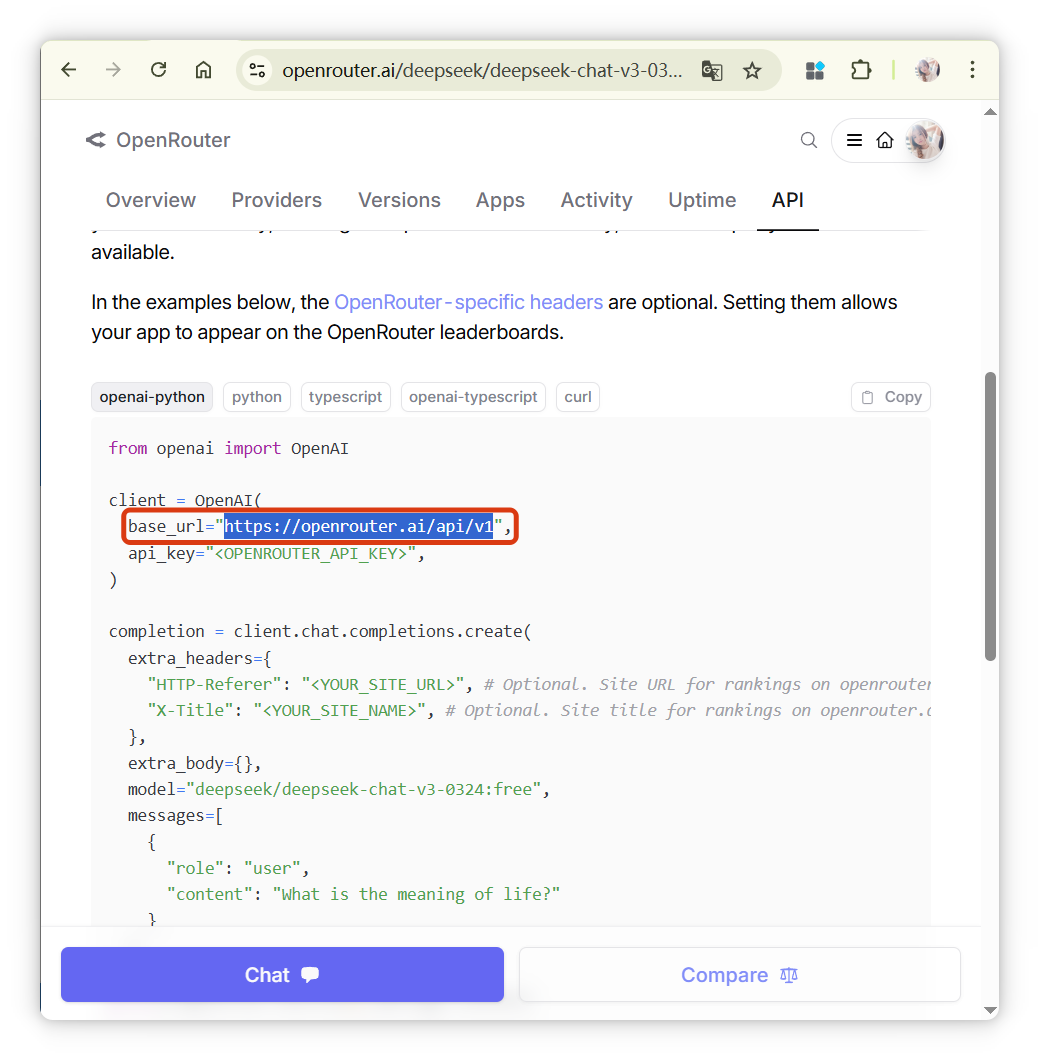 openrouter.ai/deepseek/deepseek-chat-v3-03...
OpenRouter
Overview Providers Versions Apps Activity Uptime API
available.
In the examples below, the OpenRouter-specific headers are optional. Setting them allows
your app to appear on the OpenRouter leaderboards.
openai-python python typescript openai-typescript curl Copy
from openai import OpenAI
client = OpenAI(
base_url="https://openrouter.ai/api/v1",
api_key="<OPENROUTER_API_KEY>",
)
completion = client.chat.completions.create(
extra_headers={
"HTTP-Referer": "<YOUR_SITE_URL>", # Optional. Site URL for rankings on openrouter
"X-Title": "<YOUR_SITE_NAME>", # Optional. Site title for rankings on openrouter.
},
extra_body={},
model="deepseek/deepseek-chat-v3-0324:free",
messages=[
{
"role": "user",
"content": "What is the meaning of life?"
}
Chat Compare